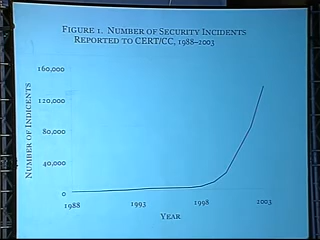 FIGURE 1. NUMBER OF SECURITY INCIDENTS
REPORTED TO CERT/CC, 1988–2003
160,000
120,000
80,000
40,000
0
NUMBER OF INDICENTS
1988
1993
1998
2003
YEAR